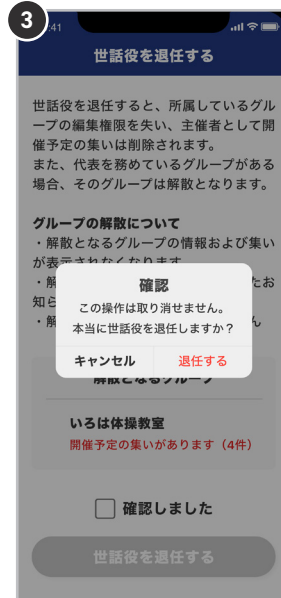 3
:41
世話役を退任する
世話役を退任すると、所属しているグル
ープの編集権限を失い、主催者として開
催予定の集いは削除されます。
また、代表を務めているグループがある
場合、そのグループは解散となります。
グループの解散について
・解散となるグループの情報および集い
が表示されなくなります
・解 たお
知ら
・解 ん
確認
この操作は取り消せません。
本当に世話役を退任しますか？
キャンセル 退任する
解散となるグループ
いろは体操教室
開催予定の集いがあります（4件）
確認しました
世話役を退任する